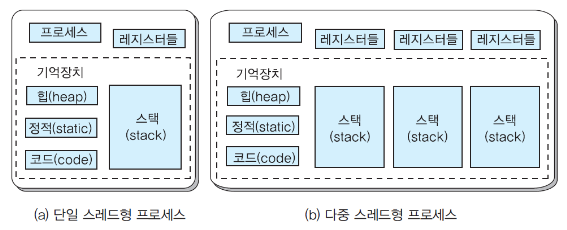 프로세스
레지스터들
기억장치
힙(heap)
정적(static)
코드(code)
스택
(stack)
(a) 단일 스레드형 프로세스
프로세스
레지스터들
레지스터들
레지스터들
기억장치
힙(heap)
정적(static)
코드(code)
스택
(stack)
스택
(stack)
스택
(stack)
(b) 다중 스레드형 프로세스